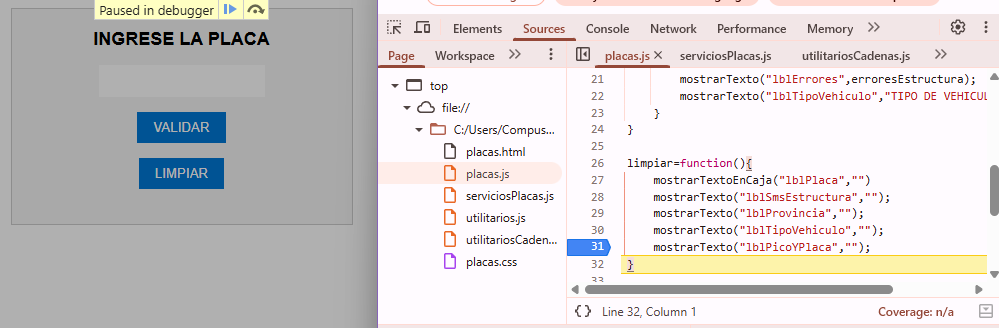 Paused in debugger
INGRESE LA PLACA
VALIDAR
LIMPIAR
Elements Sources Console Network Performance Memory
Page Workspace
placas.js serviciosPlacas.js utilitariosCadenas.js
top
file://
C:/Users/Compus...
placas.html
placas.js
serviciosPlacas.js
utilitarios.js
utilitariosCaden...
placas.css
21 mostrarTexto("lblErrores",erroresEstructura);
22 mostrarTexto("lblTipoVehiculo","TIPO DE VEHICUL
23 }
24 }
25
26 limpiar=function(){
27 mostrarTextoEnCaja("lblPlaca","")
28 mostrarTexto("lblSmsEstructura","");
29 mostrarTexto("lblProvincia","");
30 mostrarTexto("lblTipoVehiculo","");
31 mostrarTexto("lblPicoYPlaca","");
32 }
33
{} Line 32, Column 1 Coverage: n/a